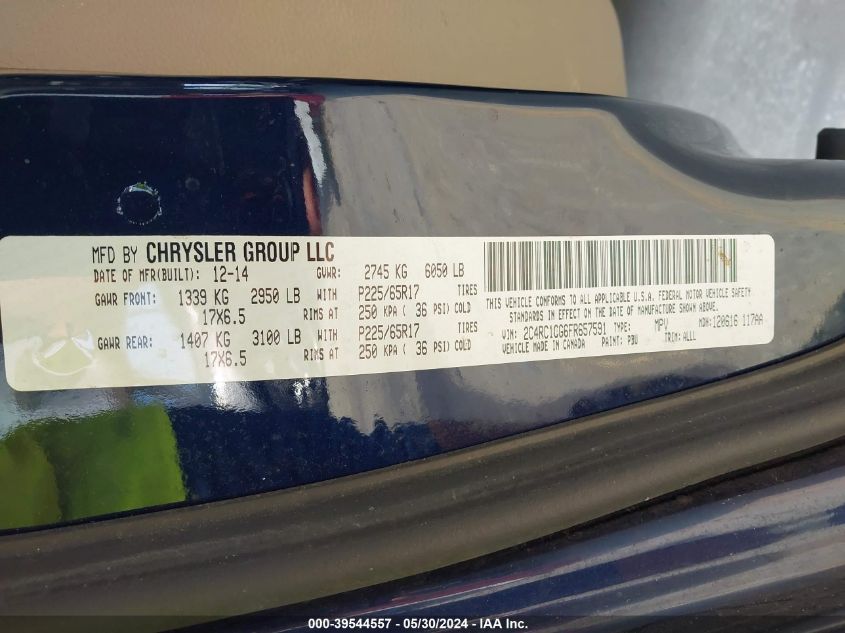 MFD BY CHRYSLER GROUP LLC
DATE OF MFR(BUILT): 12-14 GVWR: 2745 KG 6050 LB
GAWR FRONT: 1339 KG 2950 LB WITH P225/65R17 TIRES
17X6.5 RIMS AT 250 KPA ( 36 PSI) COLD
GAWR REAR: 1407 KG 3100 LB WITH P225/65R17 TIRES
17X6.5 RIMS AT 250 KPA ( 36 PSI) COLD
THIS VEHICLE CONFORMS TO ALL APPLICABLE U.S.A. FEDERAL MOTOR VEHICLE SAFETY
STANDARDS IN EFFECT ON THE DATE OF MANUFACTURE SHOWN ABOVE.
VIN: 2C4RC1CG6FR657591 TYPE: MPV MDH: 120616 117AA
VEHICLE MADE IN CANADA PAINT: PBU TRIM: ALLL
000-39544557 - 05/30/2024 - IAA Inc.